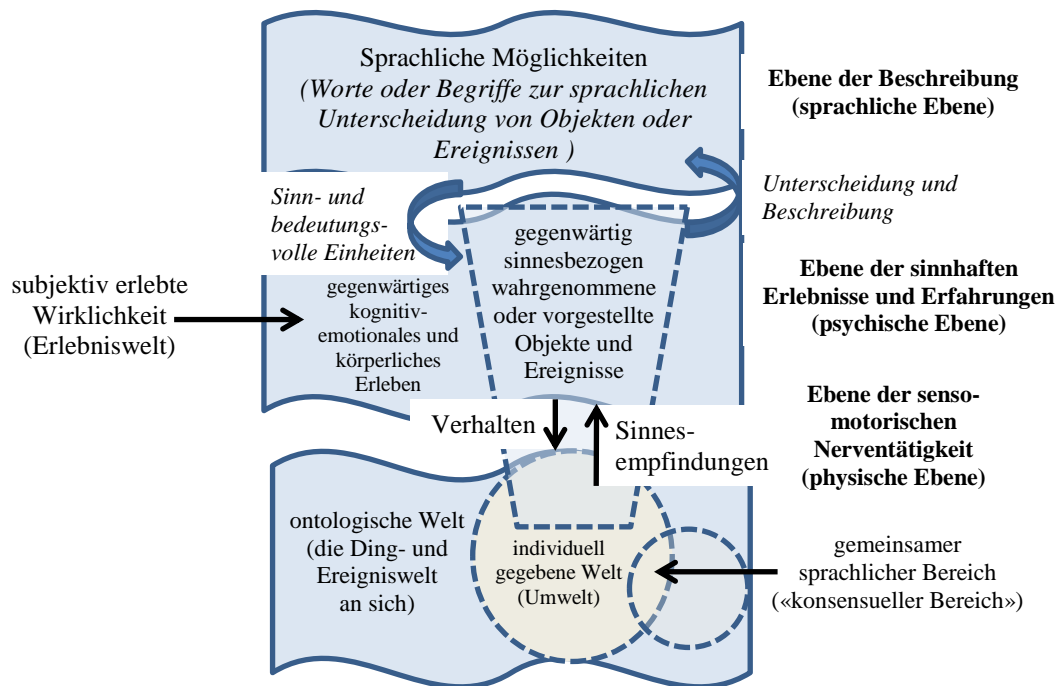 Sprachliche Möglichkeiten
(Worte oder Begriffe zur sprachlichen
Unterscheidung von Objekten oder
Ereignissen )
Ebene der Beschreibung
(sprachliche Ebene)
Sinn- und
bedeutungs-
volle Einheiten
Unterscheidung und
Beschreibung
gegenwärtig
sinnesbezogen
wahrgenommene
oder vorgestellte
Objekte und
Ereignisse
subjektiv erlebte
Wirklichkeit
(Erlebniswelt)
gegenwärtiges
kognitiv-
emotionales und
körperliches
Erleben
Ebene der sinnhaften
Erlebnisse und Erfahrungen
(psychische Ebene)
Verhalten
Sinnes-
empfindungen
Ebene der senso-
motorischen
Nerventätigkeit
(physische Ebene)
ontologische Welt
(die Ding- und
Ereigniswelt
an sich)
individuell
gegebene Welt
(Umwelt)
gemeinsamer
sprachlicher Bereich
(«konsensueller Bereich»)